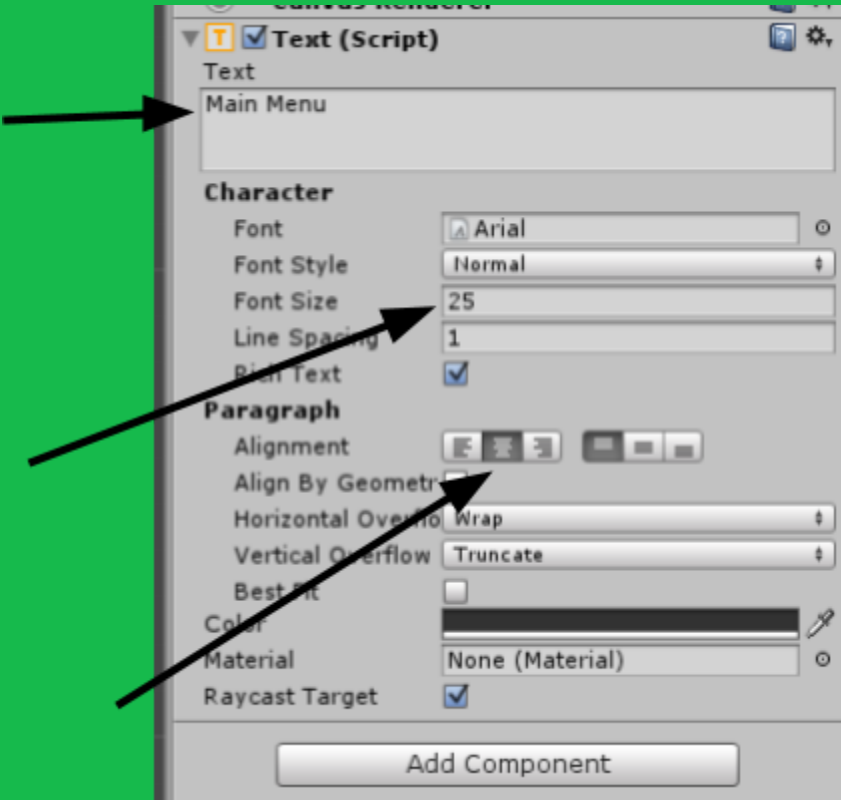 Canvas Renderer
Text (Script)
Text
Main Menu
Character
Font Arial
Font Style Normal
Font Size 25
Line Spacing 1
Rich Text
Paragraph
Alignment
Align By Geometr
Horizontal Overflo Wrap
Vertical Overflow Truncate
Best Fit
Color
Material None (Material)
Raycast Target
Add Component